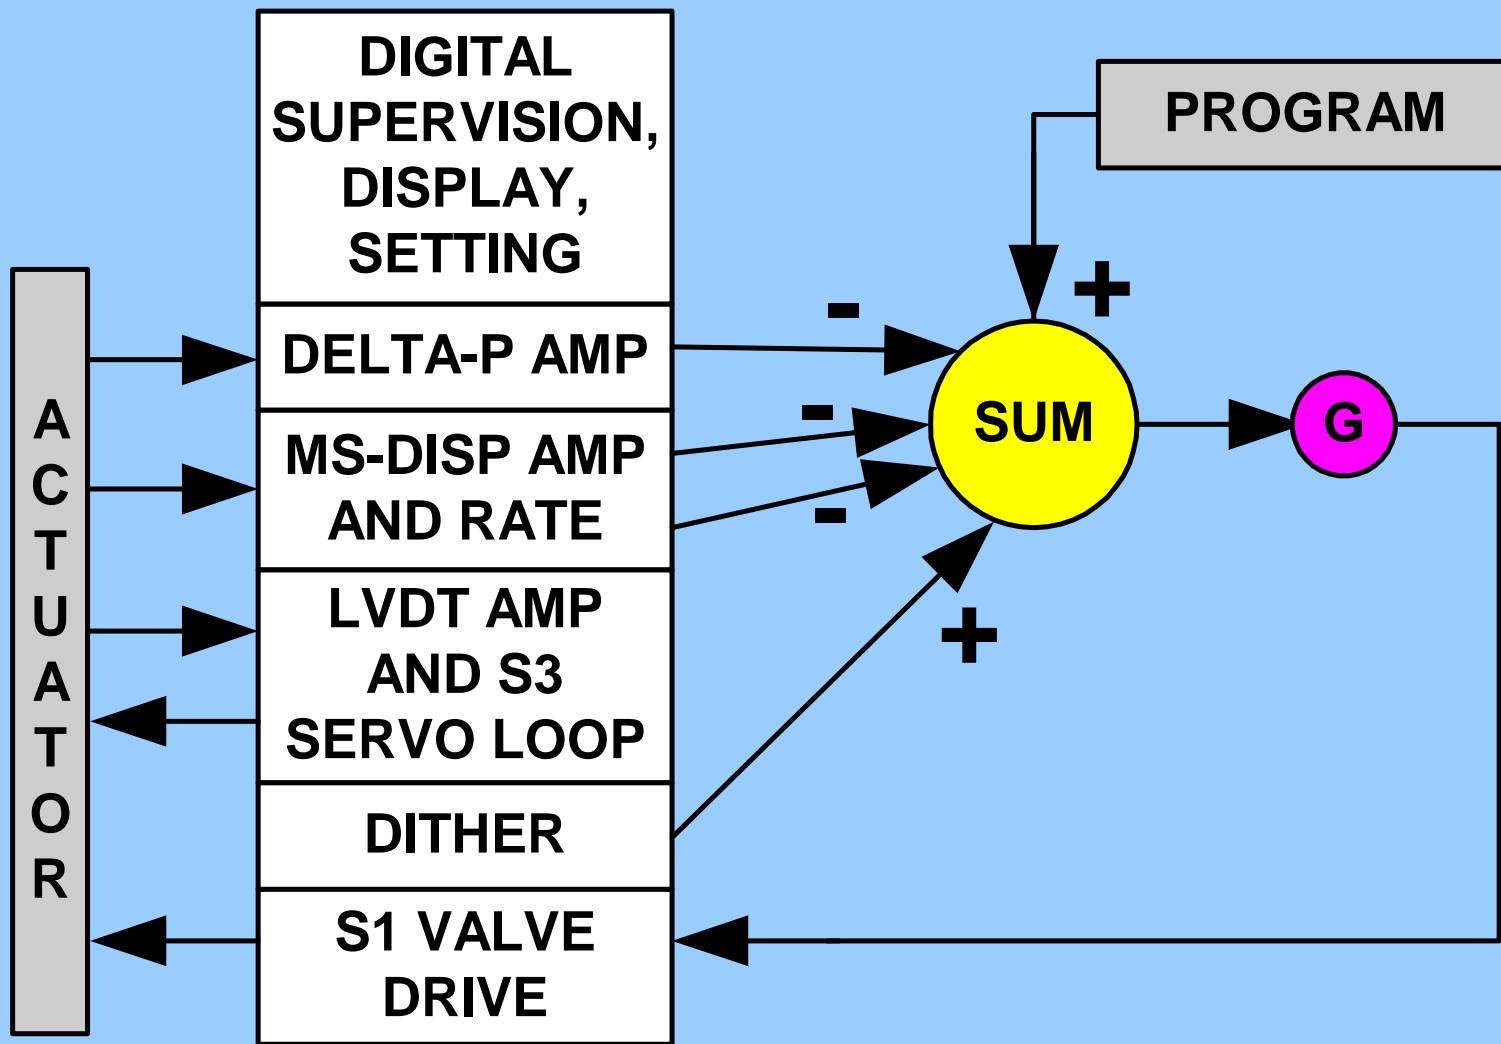 DIGITAL
SUPERVISION,
DISPLAY,
SETTING
PROGRAM
DELTA-P AMP
-
+
MS-DISP AMP
AND RATE
-
-
SUM
G
LVDT AMP
AND S3
SERVO LOOP
+
DITHER
S1 VALVE
DRIVE
A
C
T
U
A
T
O
R